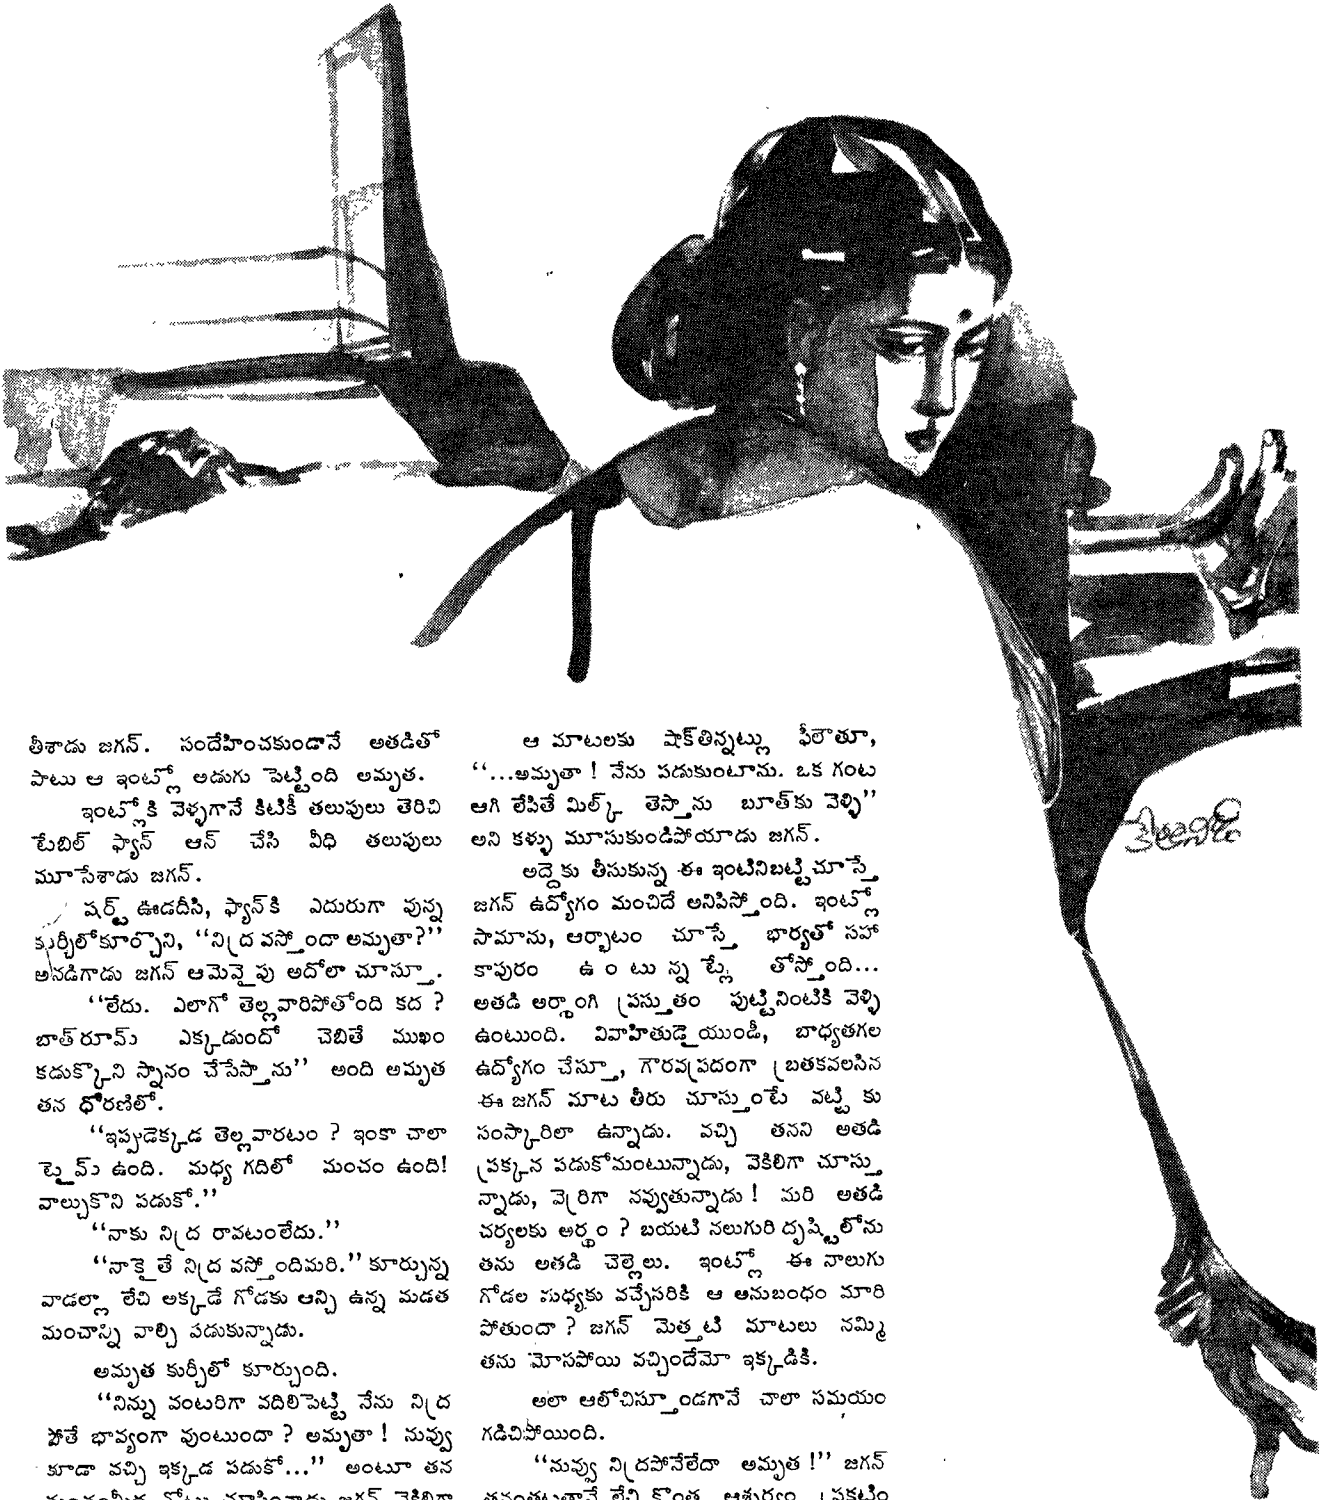 తీశాడు జగన్. సందేహించకుండానే అతడితో
పాటు ఆ ఇంట్లో అడుగు పెట్టింది అమృత.
ఇంట్లోకి వెళ్ళగానే కిటికీ తలుపులు తెరిచి
టేబిల్ ఫ్యాన్ ఆన్ చేసి వీధి తలుపులు
మూసేశాడు జగన్.
షర్ట్ ఊడదీసి, ఫ్యాన్‌కి ఎదురుగా వున్న
కుర్చీలోకూర్చొని, “నిద్ర వస్తోందా అమృతా?”
అనడిగాడు జగన్ ఆమెవైపు అదోలా చూస్తూ.
“లేదు. ఎలాగో తెల్లవారిపోతోంది కద ?
బాత్‌రూమ్ ఎక్కడుందో చెబితే ముఖం
కడుక్కొని స్నానం చేసేస్తాను” అంది అమృత
తన ధోరణిలో.
“ఇప్పుడెక్కడ తెల్లవారటం ? ఇంకా చాలా
టైమ్ ఉంది. మధ్య గదిలో మంచం ఉంది!
వాల్చుకొని పడుకో.”
“నాకు నిద్ర రావటంలేదు.”
“నాకైతే నిద్ర వస్తోందిమరి.” కూర్చున్న
వాడల్లా లేచి అక్కడే గోడకు ఆన్చి ఉన్న మడత
మంచాన్ని వాల్చి పడుకున్నాడు.
అమృత కుర్చీలో కూర్చుంది.
“నిన్ను వంటరిగా వదిలిపెట్టి నేను నిద్ర
పోతే భావ్యంగా వుంటుందా ? అమృతా ! నువ్వు
కూడా వచ్చి ఇక్కడ పడుకో...” అంటూ తన
ఆ మాటలకు షాక్‌తిన్నట్లు ఫీలౌతూ,
“...అమృతా ! నేను పడుకుంటాను. ఒక గంట
ఆగి లేపితే మిల్క్ తెస్తాను బూత్‌కు వెళ్ళి”
అని కళ్ళు మూసుకుండిపోయాడు జగన్.
అద్దెకు తీసుకున్న ఈ ఇంటినిబట్టిచూస్తే
జగన్ ఉద్యోగం మంచిదే అనిపిస్తోంది. ఇంట్లో
సామాను, ఆర్భాటం చూస్తే భార్యతో సహా
కాపురం ఉంటున్నట్లే తోస్తోంది...
అతడి అర్ధాంగి ప్రస్తుతం పుట్టినింటికి వెళ్ళి
ఉంటుంది. వివాహితుడైయుండీ, బాధ్యతగల
ఉద్యోగం చేస్తూ, గౌరవప్రదంగా బ్రతకవలసిన
ఈ జగన్ మాట తీరు చూస్తుంటే వట్టి కు
సంస్కారిలా ఉన్నాడు. వచ్చి తనని అతడి
ప్రక్కన పడుకోమంటున్నాడు, వెకిలిగా చూస్తు
న్నాడు, వెర్రిగా నవ్వుతున్నాడు ! మరి అతడి
చర్యలకు అర్థం ? బయటి నలుగురి దృష్టిలోను
తను అతడి చెల్లెలు. ఇంట్లో ఈ నాలుగు
గోడల మధ్యకు వచ్చేసరికి ఆ అనుబంధం మారి
పోతుందా ? జగన్ మెత్తటి మాటలు నమ్మి
తను మోసపోయి వచ్చిందేమో ఇక్కడికి.
అలా ఆలోచిస్తూండగానే చాలా సమయం
గడిచిపోయింది.
“నువ్వు నిద్రపోనేలేదా అమృత !” జగన్